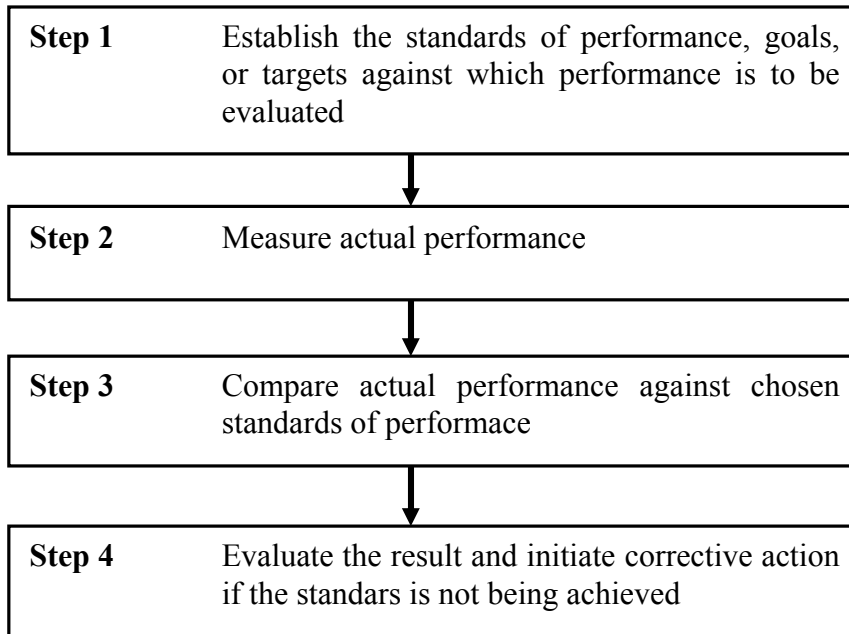 Step 1 Establish the standards of performance, goals,
or targets against which performance is to be
evaluated
Step 2 Measure actual performance
Step 3 Compare actual performance against chosen
standards of performace
Step 4 Evaluate the result and initiate corrective action
if the standars is not being achieved